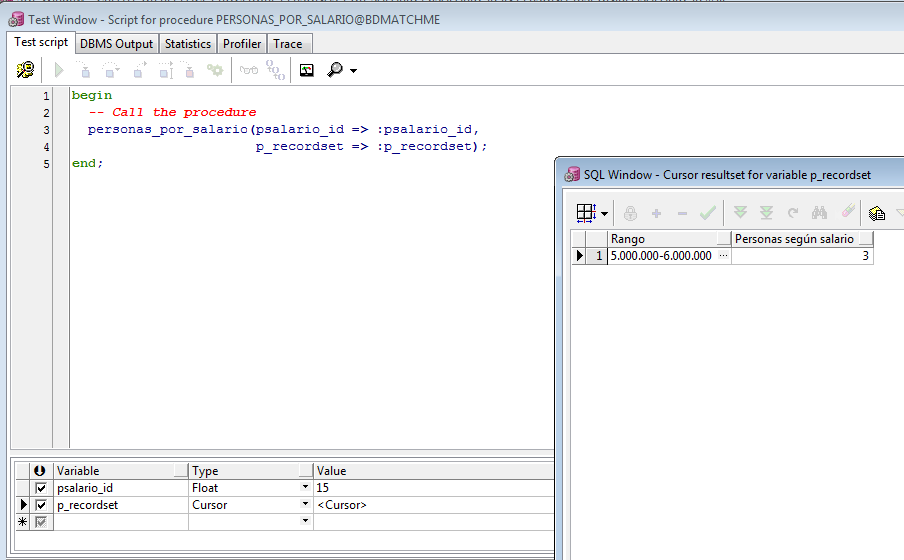 Test Window - Script for procedure PERSONAS_POR_SALARIO@BDMATCHME
Test script DBMS Output Statistics Profiler Trace
1 begin
2 -- Call the procedure
3 personas_por_salario(psalario_id => :psalario_id,
4 p_recordset => :p_recordset);
5 end;
SQL Window - Cursor resultset for variable p_recordset
Rango Personas según salario
1 5.000.000-6.000.000 ... 3
Variable Type Value
psalario_id Float 15
p_recordset Cursor <Cursor>